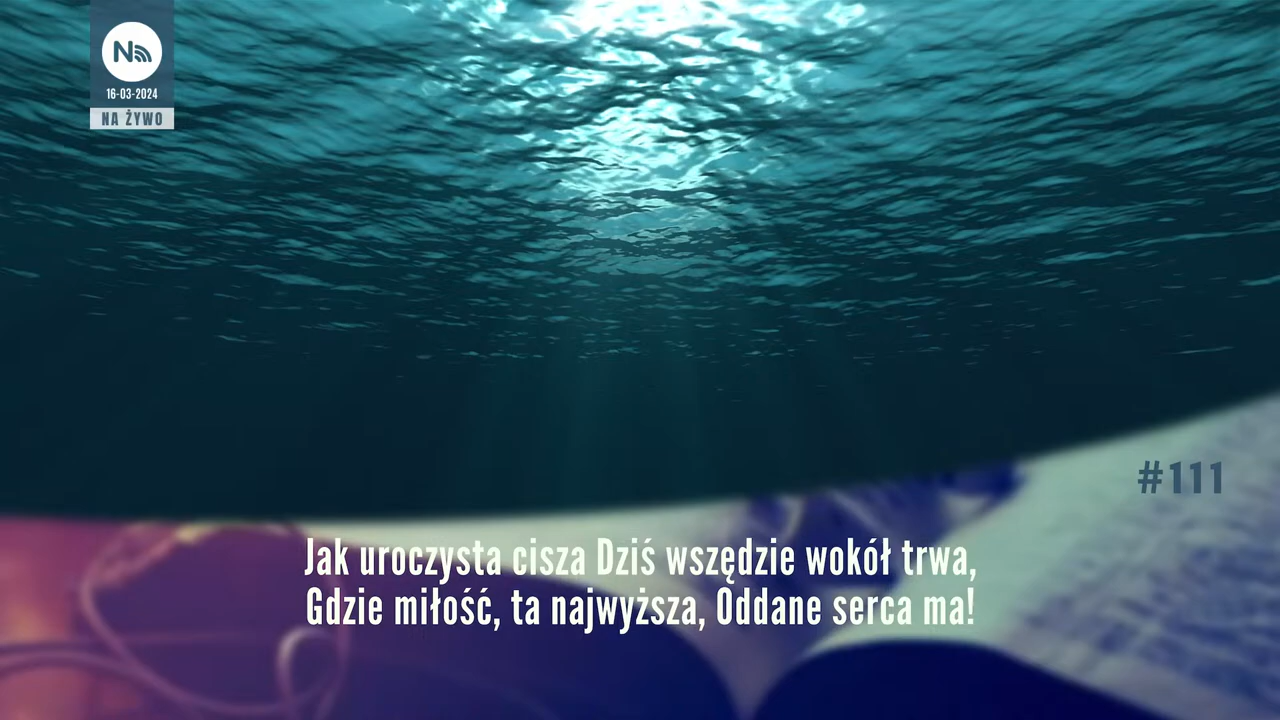 N
16-03-2024
NA ŻYWO
#111
Jak uroczysta cisza Dziś wszędzie wokół trwa,
Gdzie miłość, ta najwyższa, Oddane serca ma!